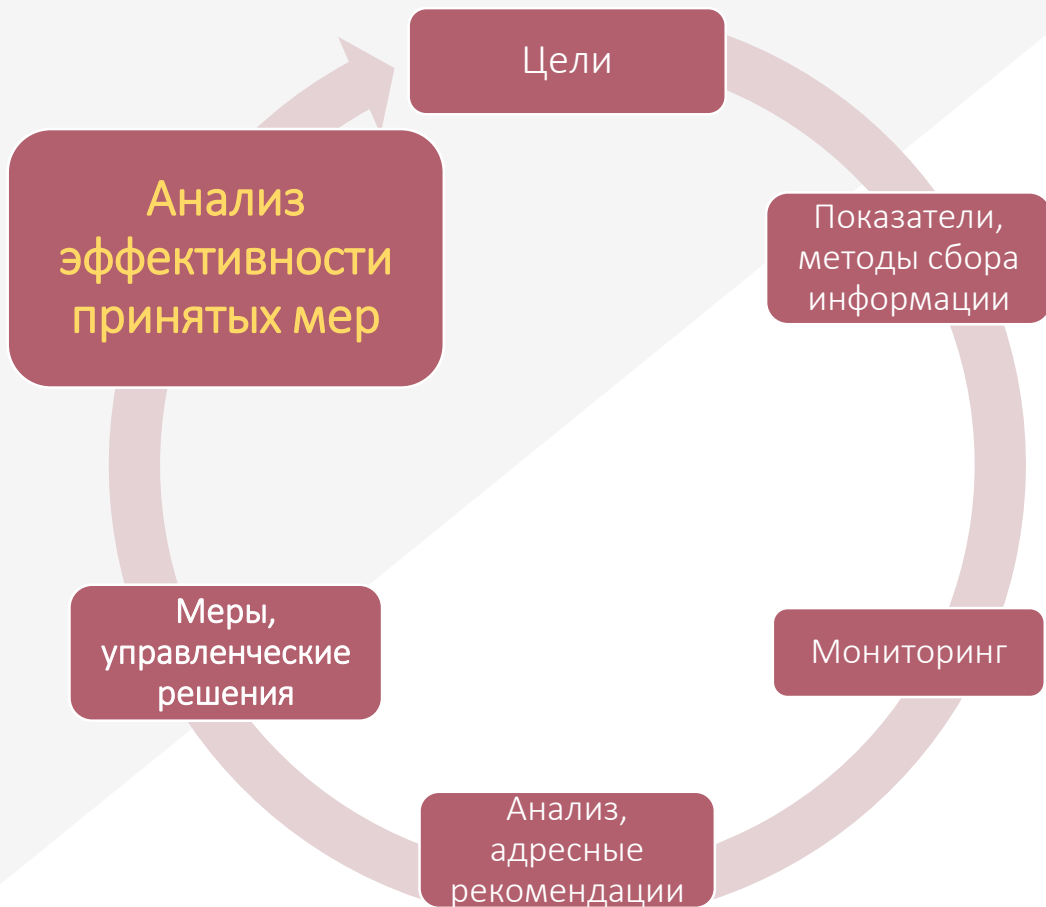 Цели
Показатели,
методы сбора
информации
Мониторинг
Анализ,
адресные
рекомендации
Меры,
управленческие
решения
Анализ
эффективности
принятых мер